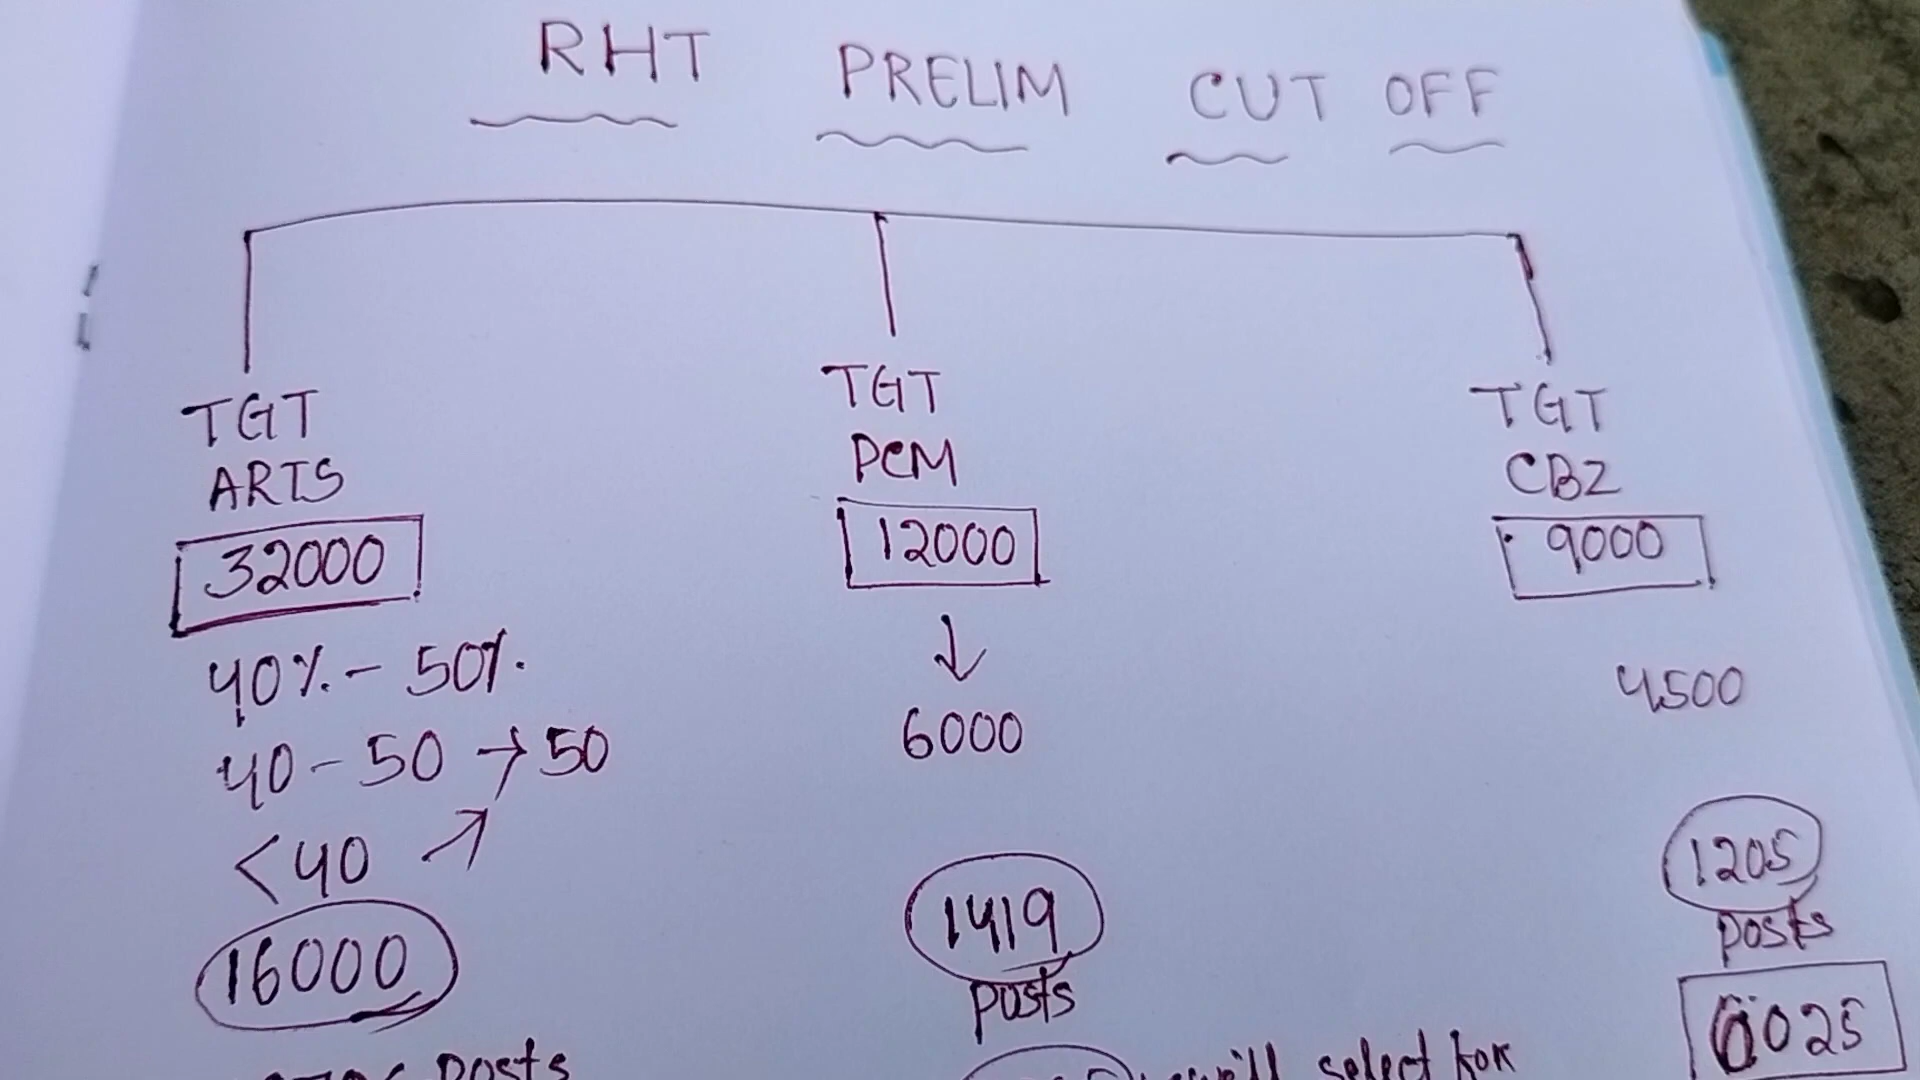 RHT PRELIM CUT OFF
TGT
ARTS
32000
40% - 50%.
40 - 50 → 50
< 40 ↗
16000
posts
TGT
PCM
12000
↓
6000
1419
posts
will select for
TGT
CBZ
9000
4500
1205
posts
6025